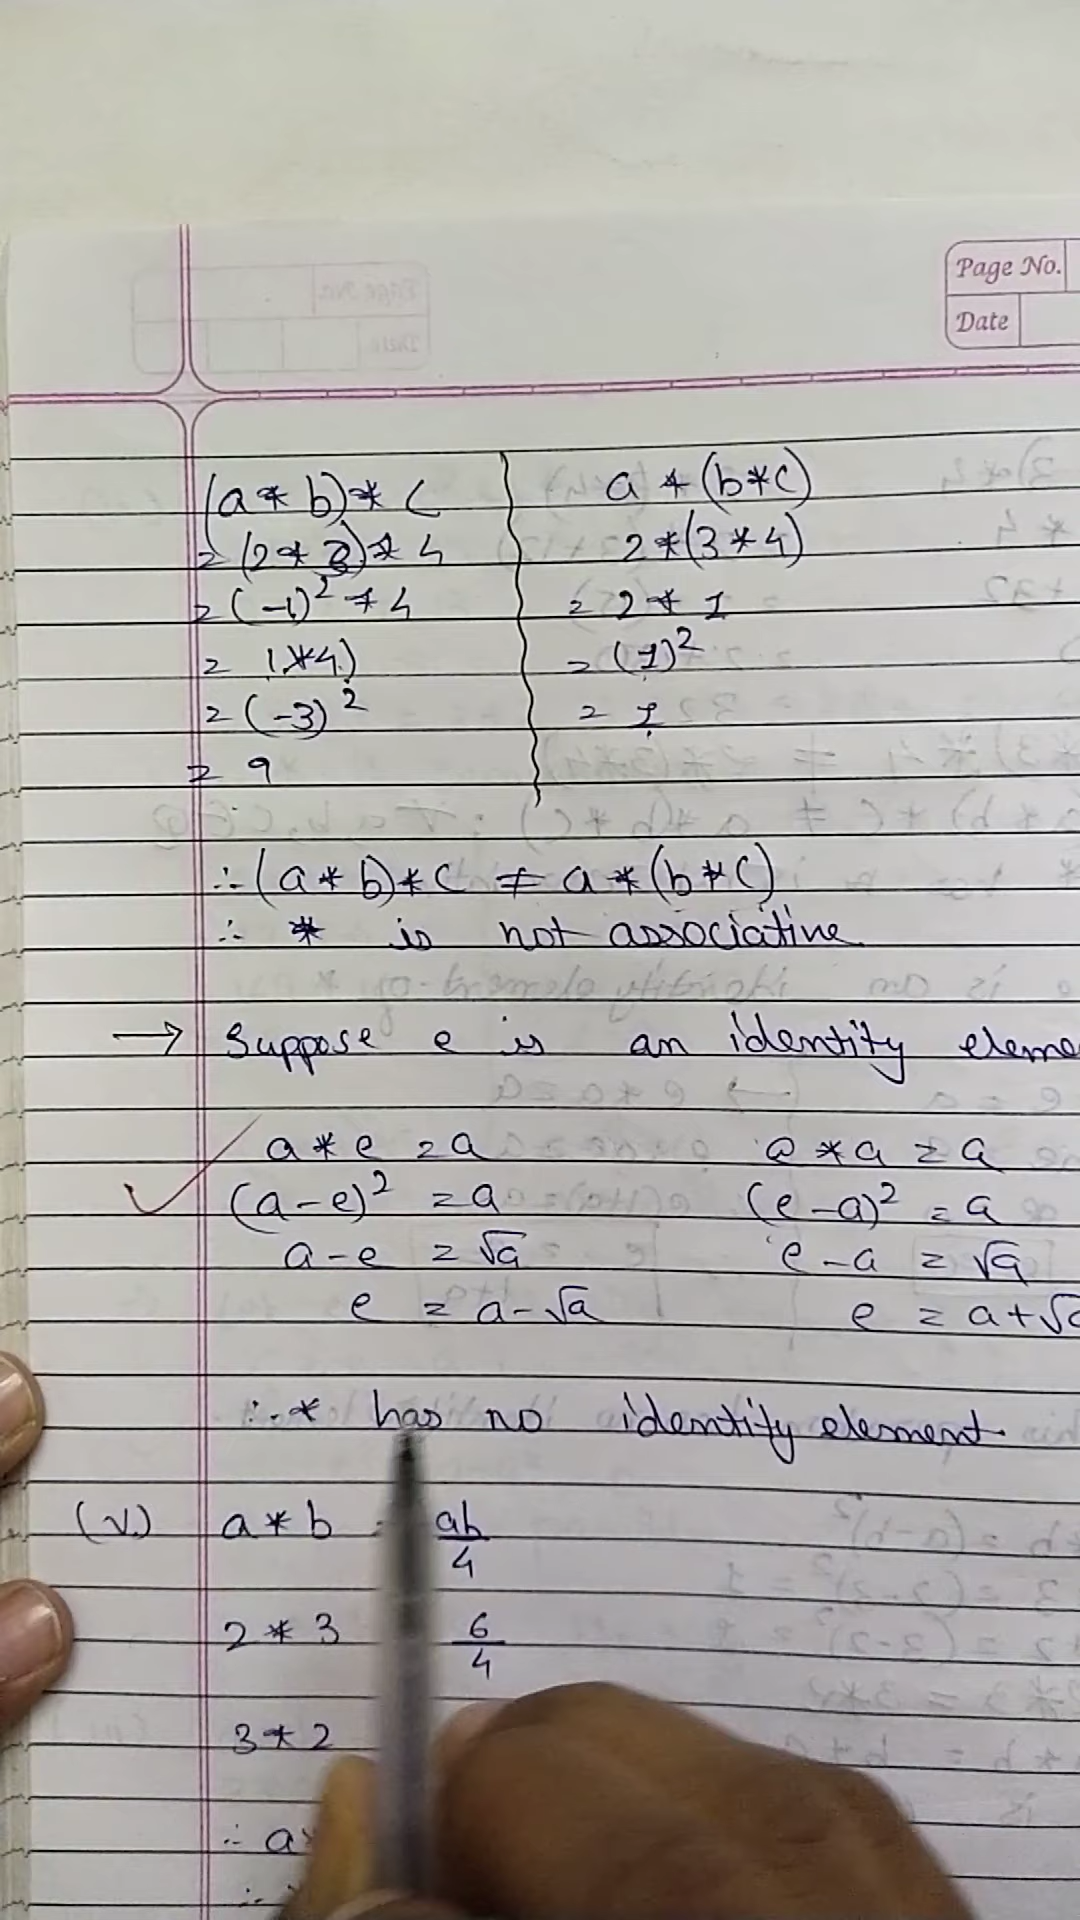 Page No.
Date
(a * b) * C
= (2 * 3) * 4
= (-1)² * 4
= 1 * 4)
= (-3)²
= 9
a * (b * C)
2 * (3 * 4)
= 2 * 1
= (1)²
= 1
∴ (a * b) * C ≠ a * (b * C)
∴ * is not associative
→ Suppose e is an identity eleme
a * e = a
(a - e)² = a
a - e = √a
e = a - √a
e * a = a
(e - a)² = a
e - a = √a
e = a + √a
∴ * has no identity element.
(V.) a * b ab/4
2 * 3 6/4
3 * 2
∴ a